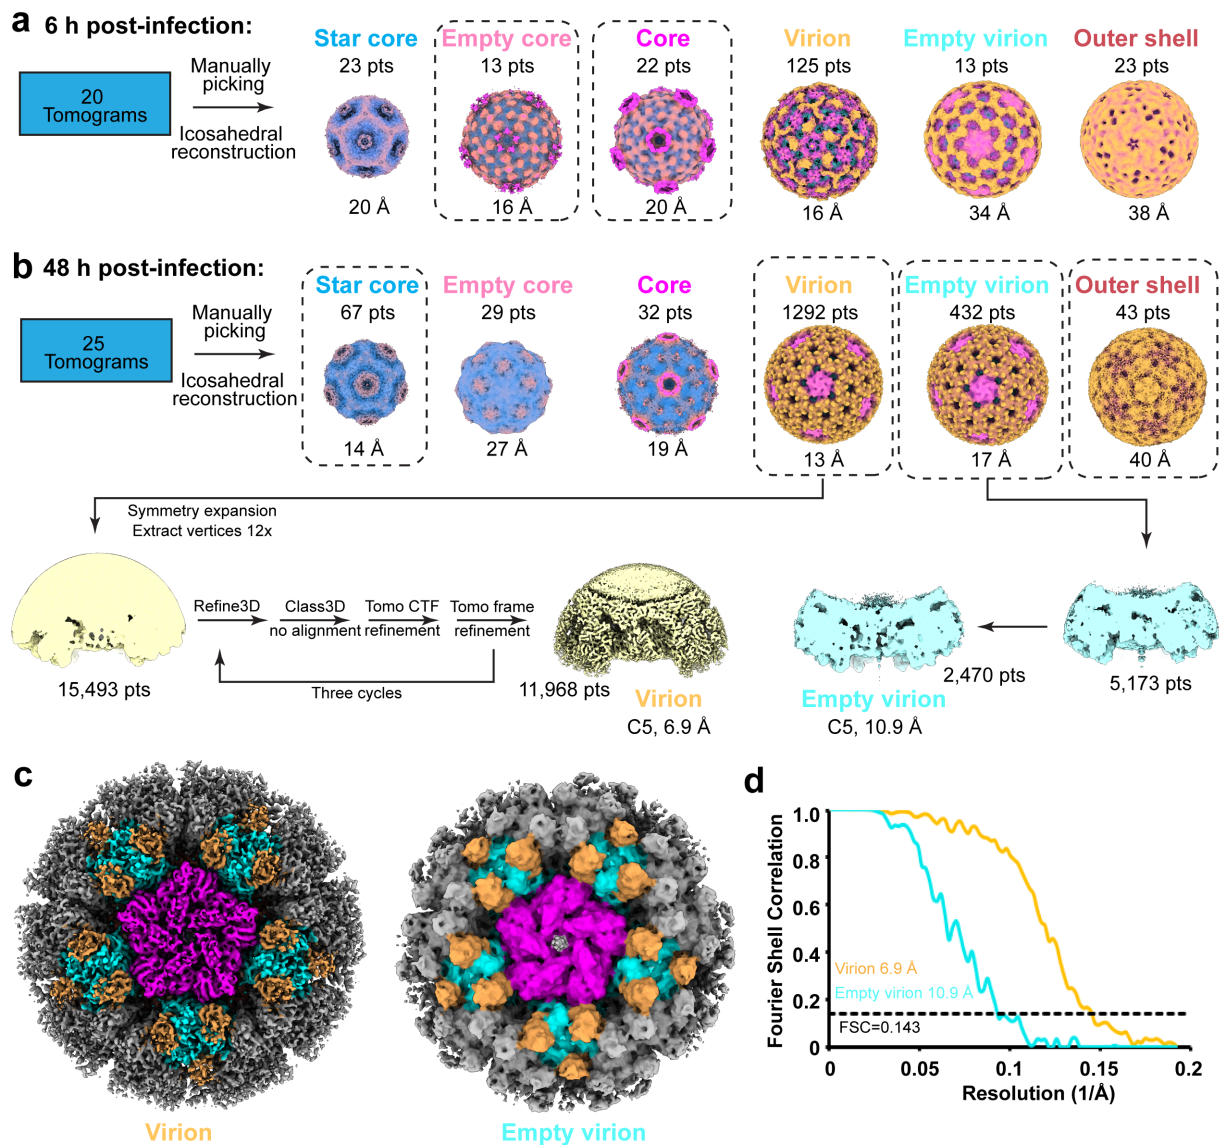 a 6 h post-infection:
20
Tomograms
Manually
picking
Icosahedral
reconstruction
Star core
23 pts
20 Å
Empty core
13 pts
16 Å
Core
22 pts
20 Å
Virion
125 pts
16 Å
Empty virion
13 pts
34 Å
Outer shell
23 pts
38 Å
b 48 h post-infection:
25
Tomograms
Manually
picking
Icosahedral
reconstruction
Star core
67 pts
14 Å
Empty core
29 pts
27 Å
Core
32 pts
19 Å
Virion
1292 pts
13 Å
Empty virion
432 pts
17 Å
Outer shell
43 pts
40 Å
Symmetry expansion
Extract vertices 12x
15,493 pts
Refine3D
Class3D
no alignment
Tomo CTF
refinement
Tomo frame
refinement
Three cycles
11,968 pts
Virion
C5, 6.9 Å
2,470 pts
Empty virion
C5, 10.9 Å
5,173 pts
c
Virion
Empty virion
d
Fourier Shell Correlation
1.0
0.8
0.6
0.4
0.2
0
Virion 6.9 Å
Empty virion 10.9 Å
FSC=0.143
0
0.05
0.1
0.15
0.2
Resolution (1/Å)